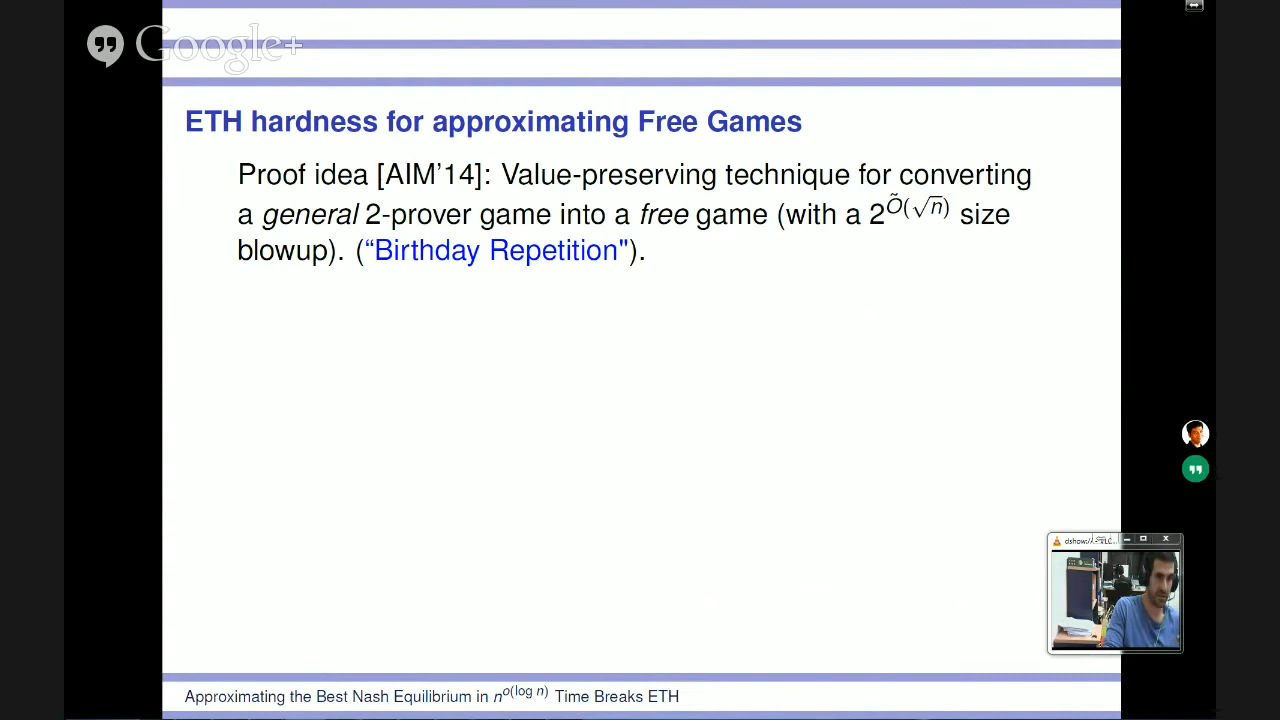 Google+
ETH hardness for approximating Free Games
Proof idea [AIM'14]: Value-preserving technique for converting
a general 2-prover game into a free game (with a 2^{Õ(√n)} size
blowup). ("Birthday Repetition").
dshow://
Approximating the Best Nash Equilibrium in n^{o(log n)} Time Breaks ETH